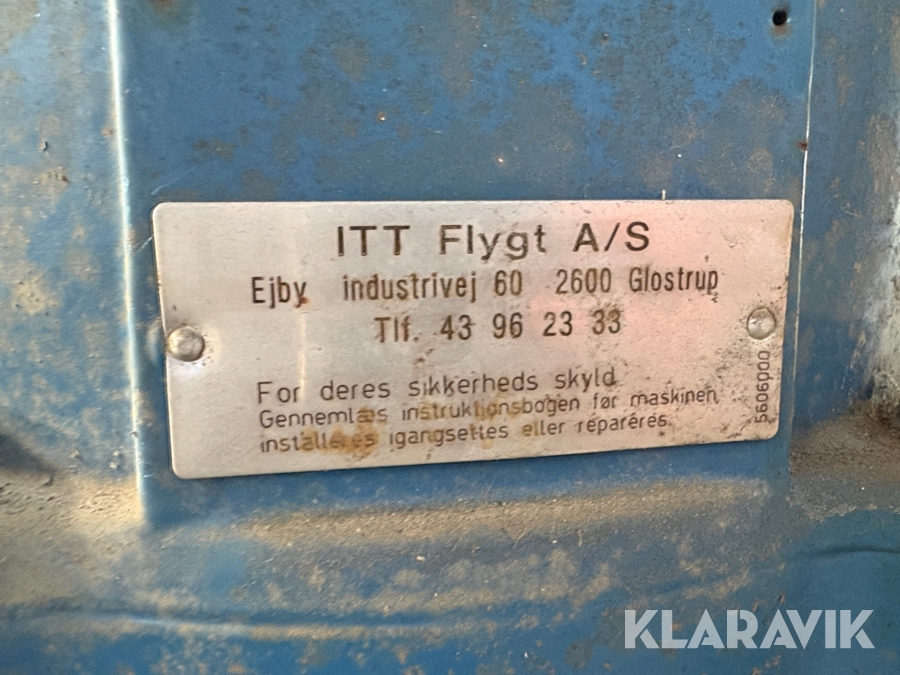 ITT Flygt A/S
Ejby industrivej 60 2600 Glostrup
Tlf. 43 96 23 33
For deres sikkerheds skyld
Gennemlæs instruktionsbogen før maskinen
installeres igangsettes eller repareres.
5606000
KLARAVIK